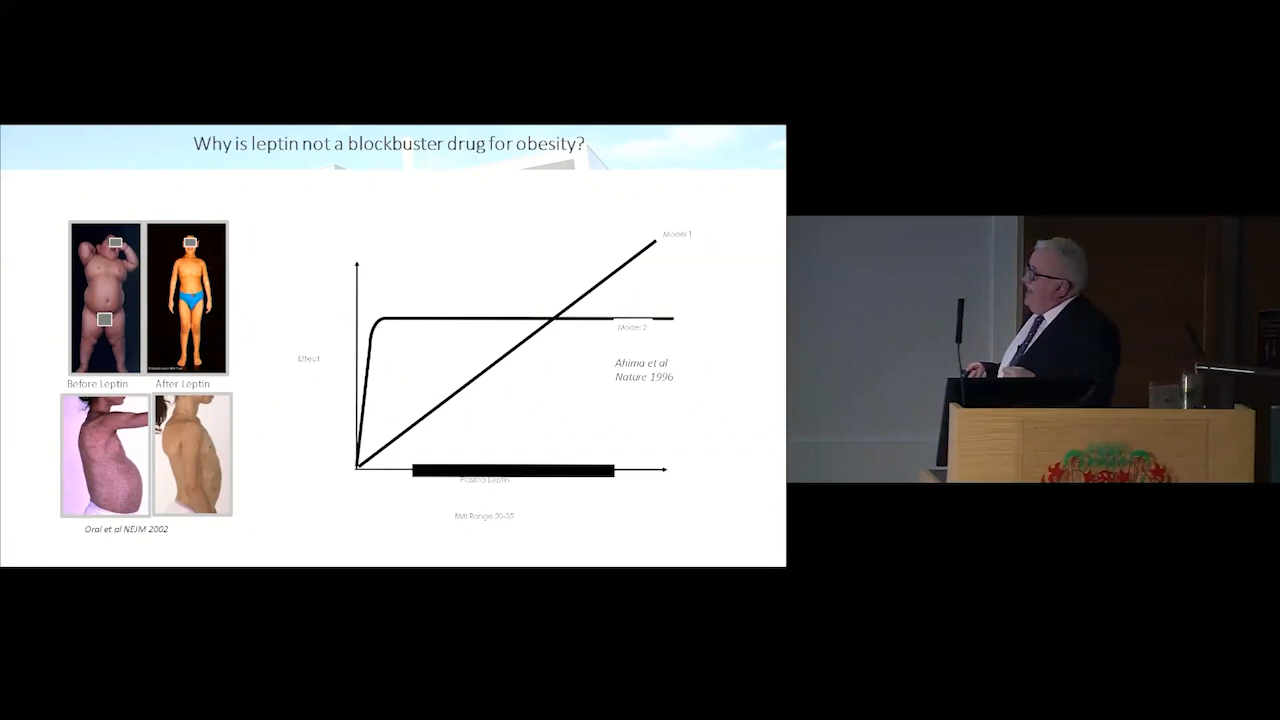 Why is leptin not a blockbuster drug for obesity?
Model 1
Model 2
Effect
Ahima et al
Nature 1996
Before Leptin
After Leptin
Plasma Leptin
BMI Range 20-35
Oral et al NEJM 2002